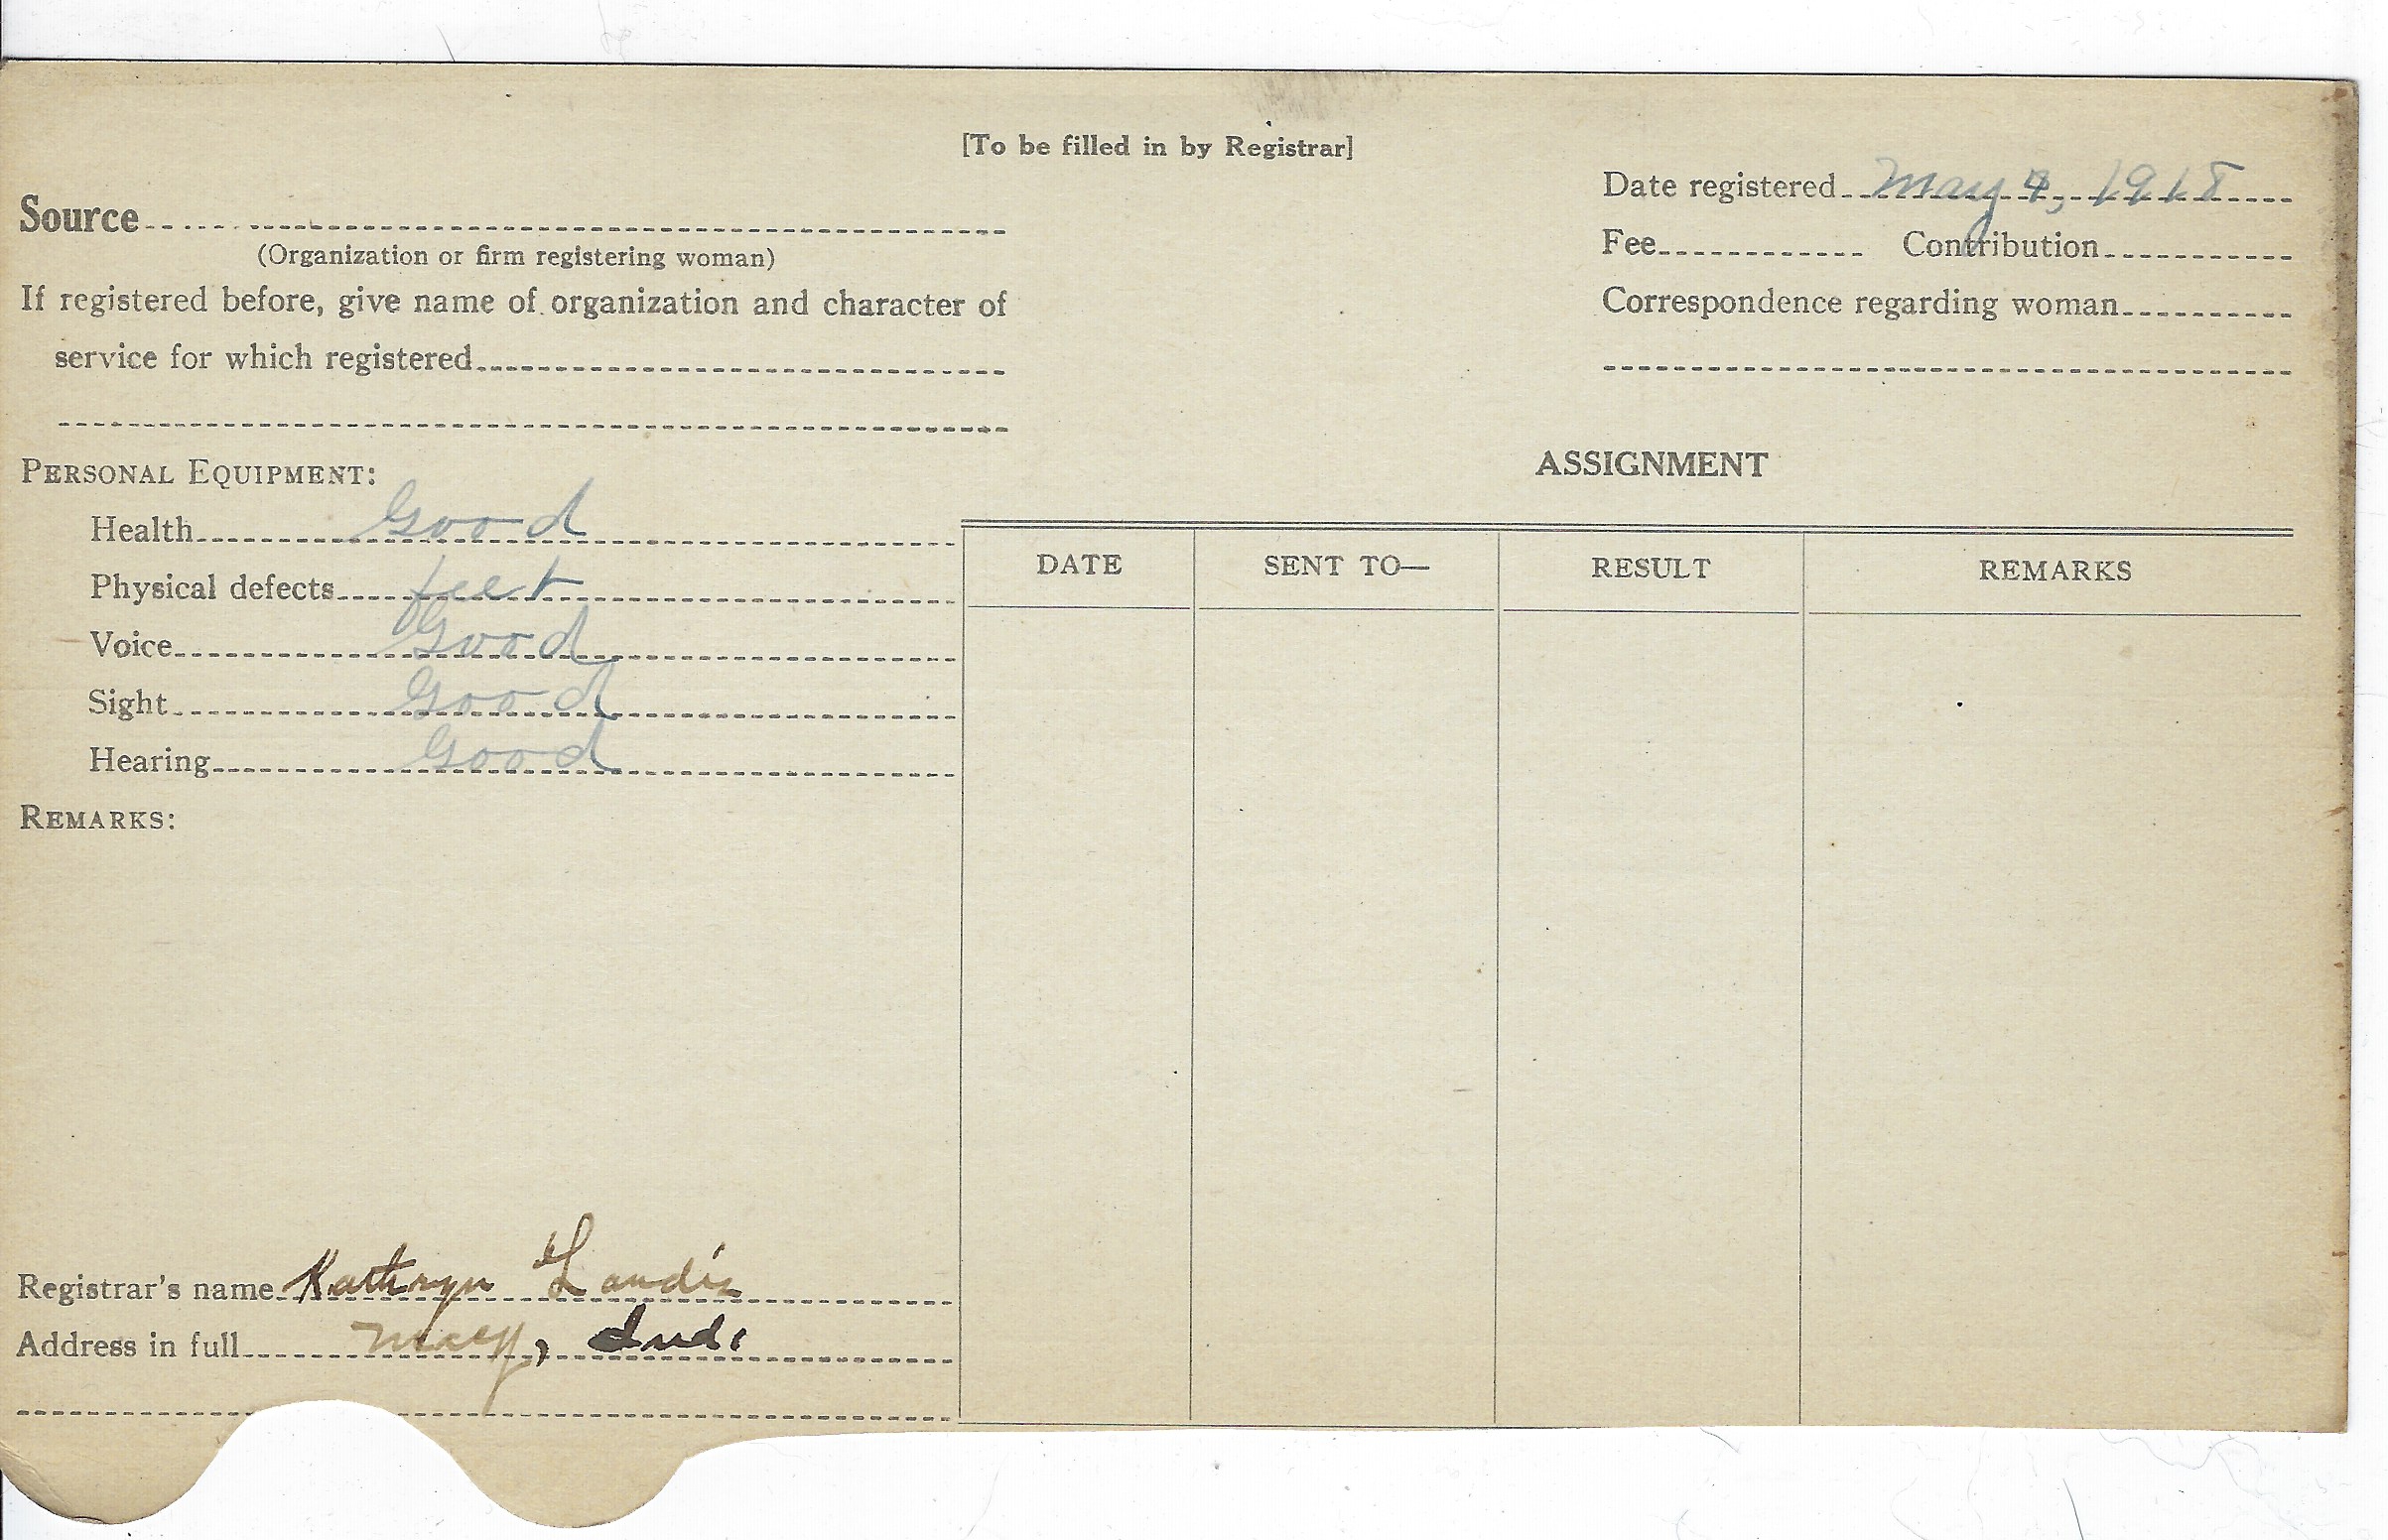 [To be filled in by Registrar]
Source
(Organization or firm registering woman)
If registered before, give name of organization and character of
service for which registered
Date registered May 4, 1918
Fee Contribution
Correspondence regarding woman
PERSONAL EQUIPMENT:
Health Good
Physical defects feet
Voice Good
Sight Good
Hearing Good
REMARKS:
Registrar's name Kathryn Landis
Address in full Macy, Ind.
ASSIGNMENT
DATE SENT TO— RESULT REMARKS